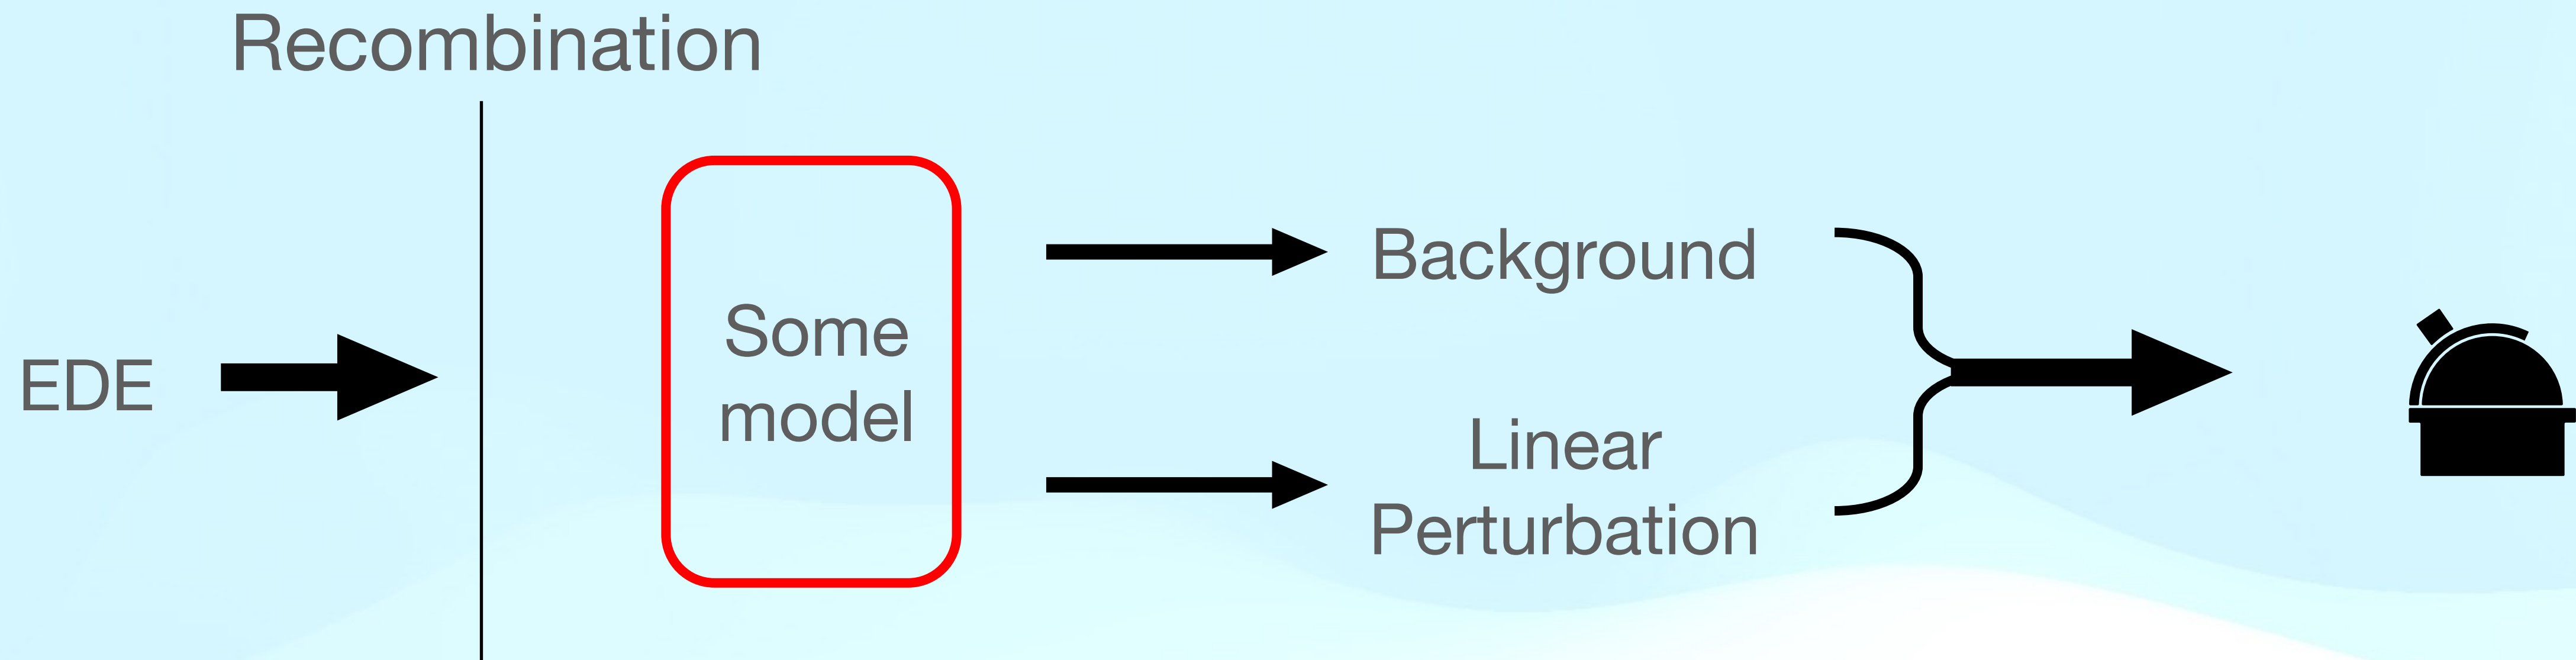 Recombination
EDE
Some
model
Background
Linear
Perturbation